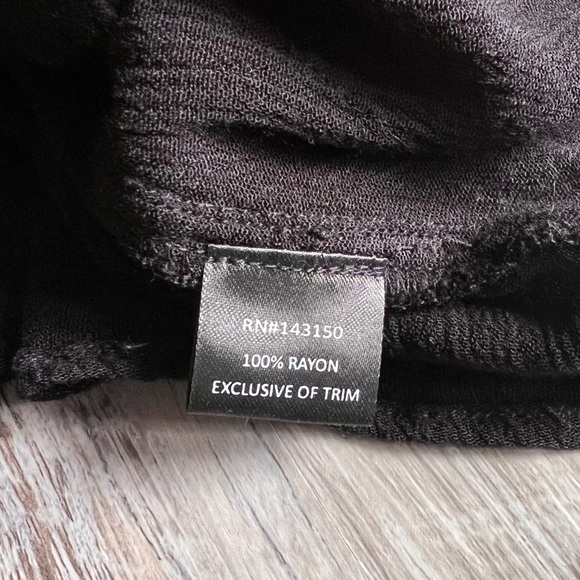 RN#143150
100% RAYON
EXCLUSIVE OF TRIM